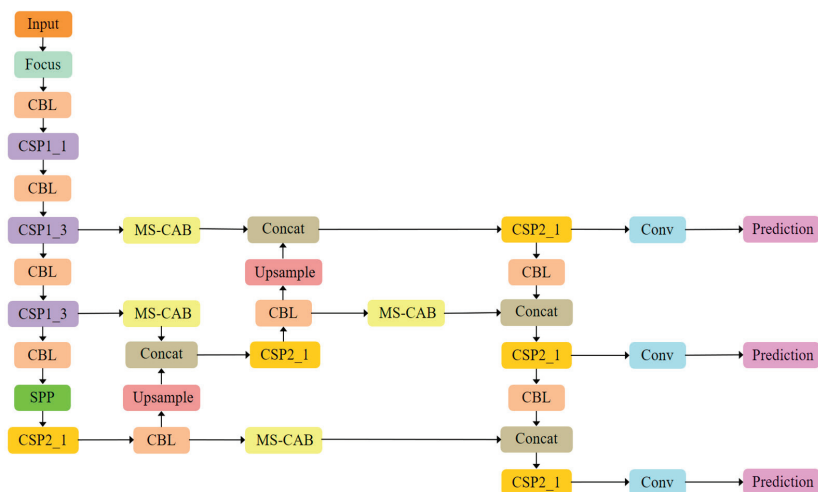 Input
Focus
CBL
CSP1_1
CBL
CSP1_3 MS-CAB Concat CSP2_1 Conv Prediction
CBL Upsample CBL
CSP1_3 MS-CAB CBL MS-CAB Concat
CBL Concat CSP2_1 CSP2_1 Conv Prediction
SPP Upsample CBL
CSP2_1 CBL MS-CAB Concat
CSP2_1 Conv Prediction